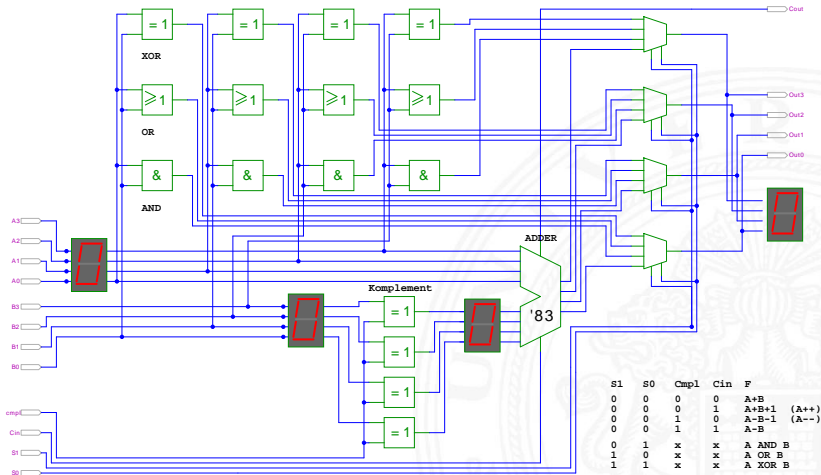 = 1 = 1 = 1 = 1
XOR
Cout
≥1 ≥1 ≥1 ≥1
OR
Out3
Out2
Out1
Out0
& & & &
AND
A3
A2
A1
A0
ADDER
'83
Komplement
B3
B2
B1
B0
= 1
= 1
= 1
= 1
cmpl
Cin
S1
S0
S1 S0 Cmpl Cin F
0 0 0 0 A+B
0 0 0 1 A+B+1 (A++)
0 0 1 0 A-B-1 (A--)
0 0 1 1 A-B
0 1 x x A AND B
1 0 x x A OR B
1 1 x x A XOR B